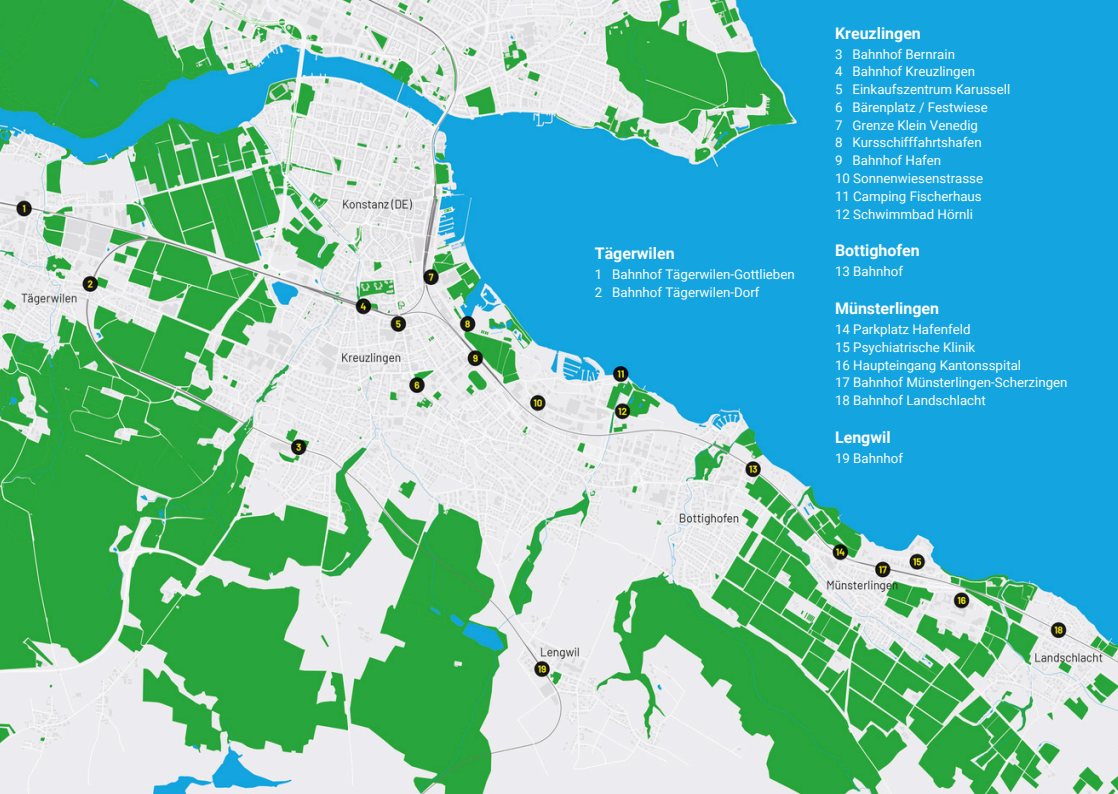 Kreuzlingen
3 Bahnhof Bernrain
4 Bahnhof Kreuzlingen
5 Einkaufszentrum Karussell
6 Bärenplatz / Festwiese
7 Grenze Klein Venedig
8 Kursschifffahrtshafen
9 Bahnhof Hafen
10 Sonnenwiesenstrasse
11 Camping Fischerhaus
12 Schwimmbad Hörnli
Bottighofen
13 Bahnhof
Münsterlingen
14 Parkplatz Hafenfeld
15 Psychiatrische Klinik
16 Haupteingang Kantonsspital
17 Bahnhof Münsterlingen-Scherzingen
18 Bahnhof Landschlacht
Lengwil
19 Bahnhof
Tägerwilen
1 Bahnhof Tägerwilen-Gottlieben
2 Bahnhof Tägerwilen-Dorf
Konstanz (DE)
1
7
2
Tägerwilen
4
5
8
Kreuzlingen
9
11
6
10
12
3
13
Bottighofen
14
15
17
Münsterlingen
16
18
Lengwil
Landschlacht
19